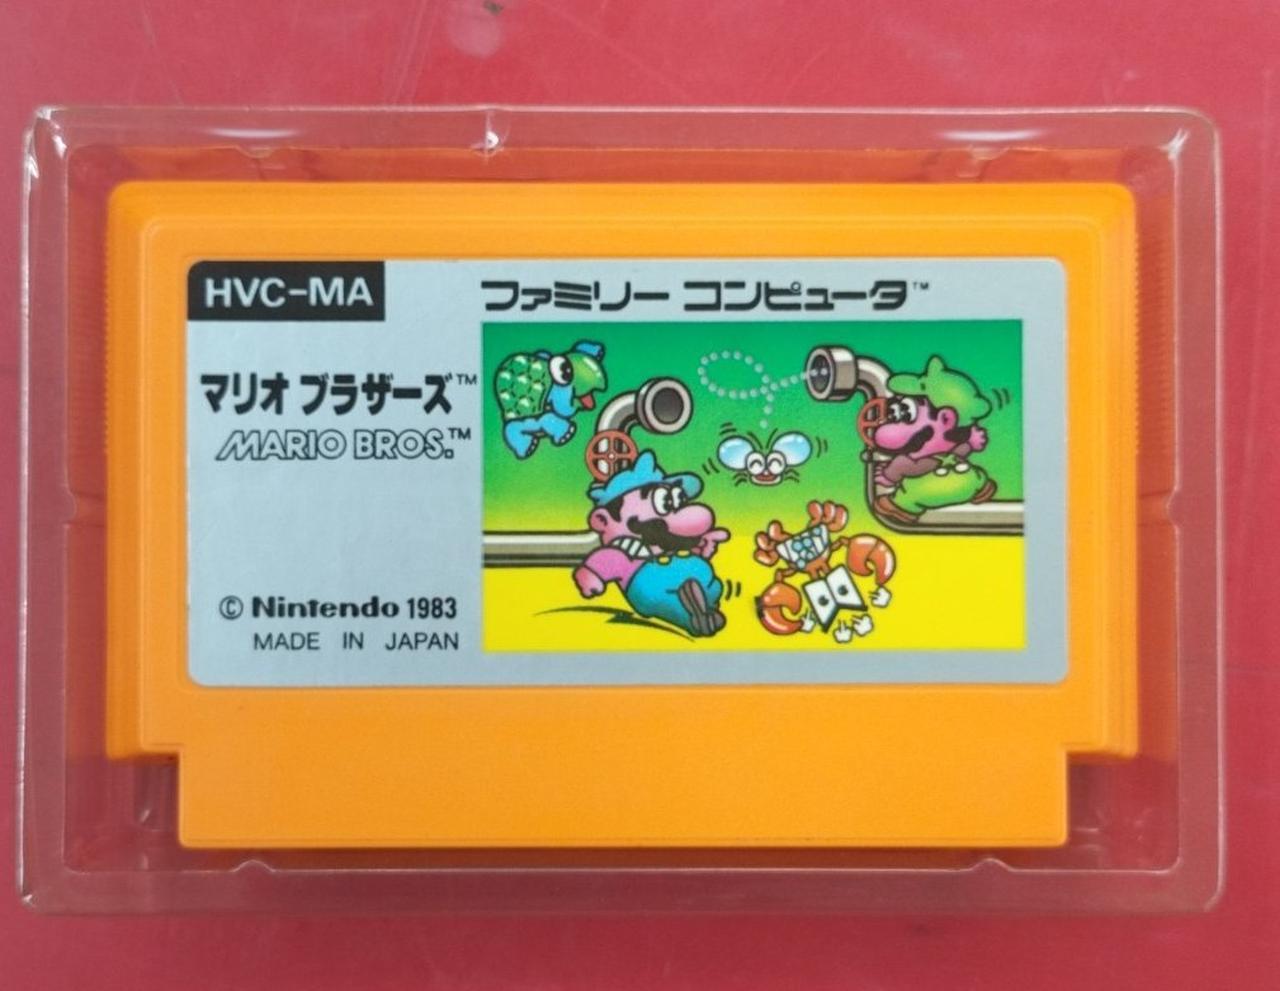 HVC-MA
ファミリー コンピュータ™
マリオ ブラザーズ™
MARIO BROS.™
© Nintendo 1983
MADE IN JAPAN